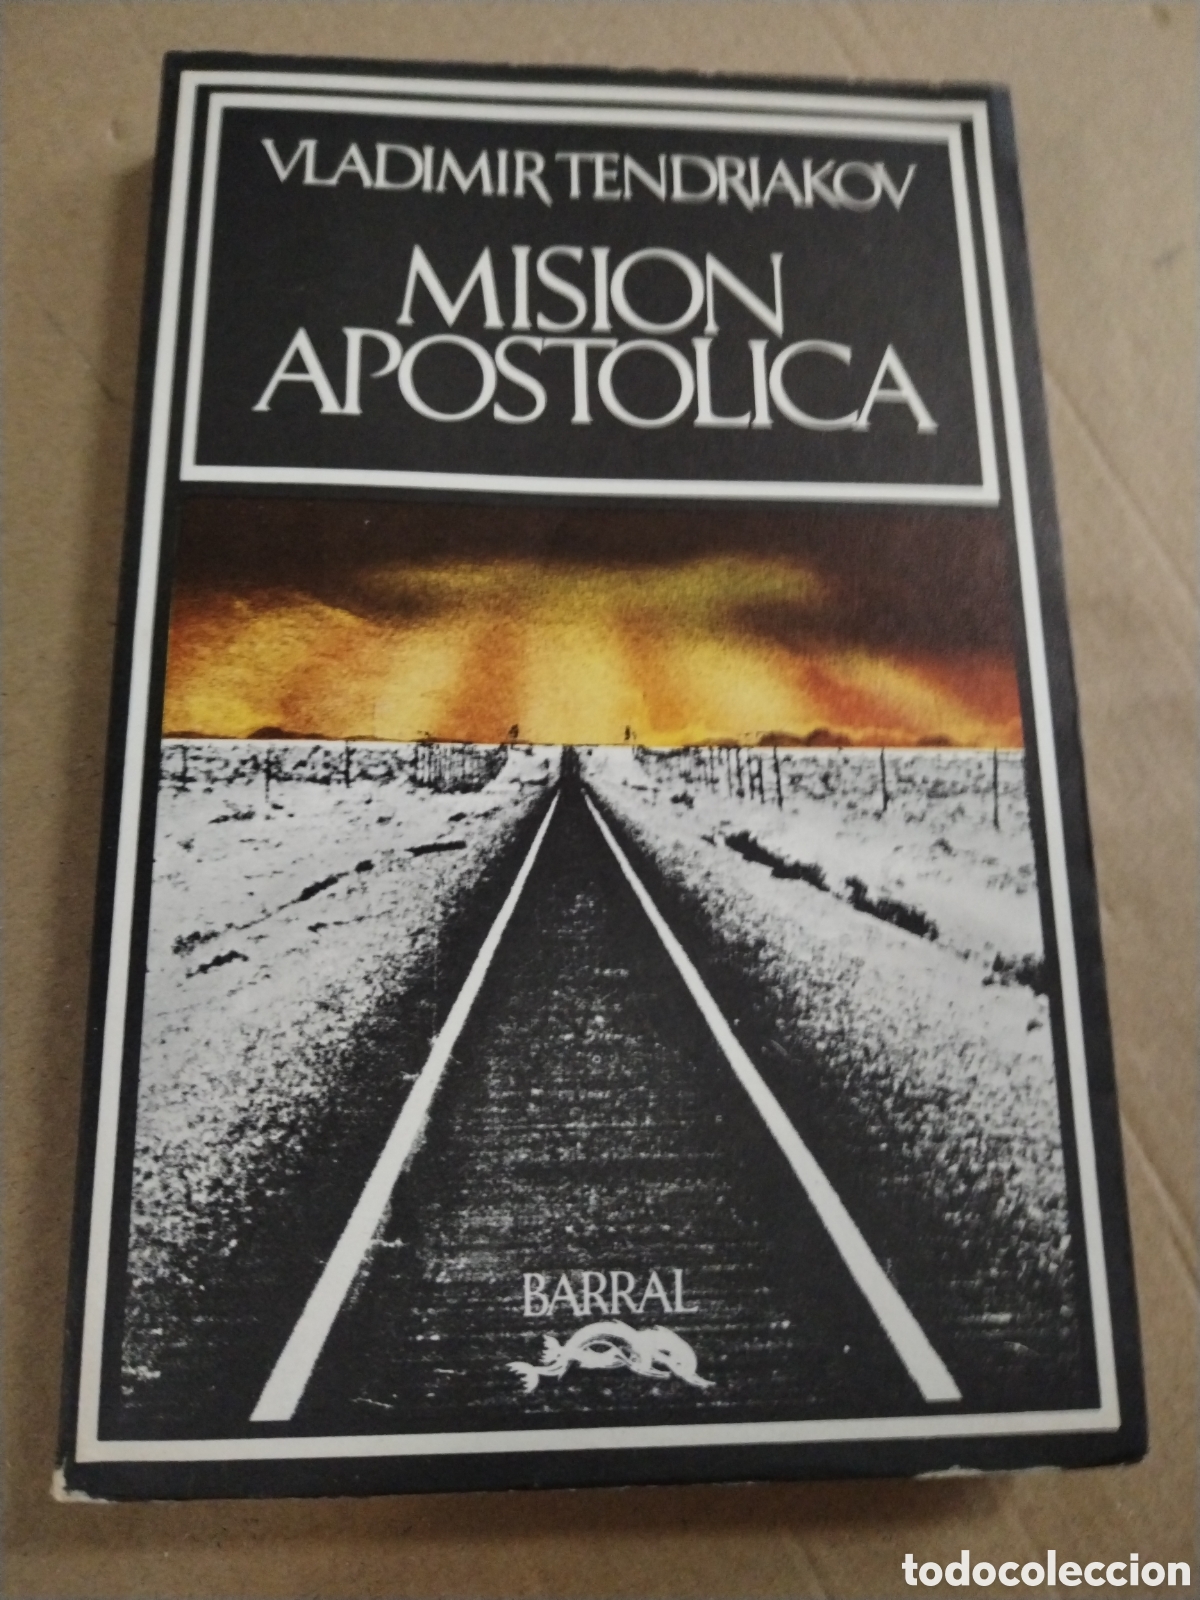 VLADIMIR TENDRIAKOV
MISION
APOSTOLICA
BARRAL
todocoleccion